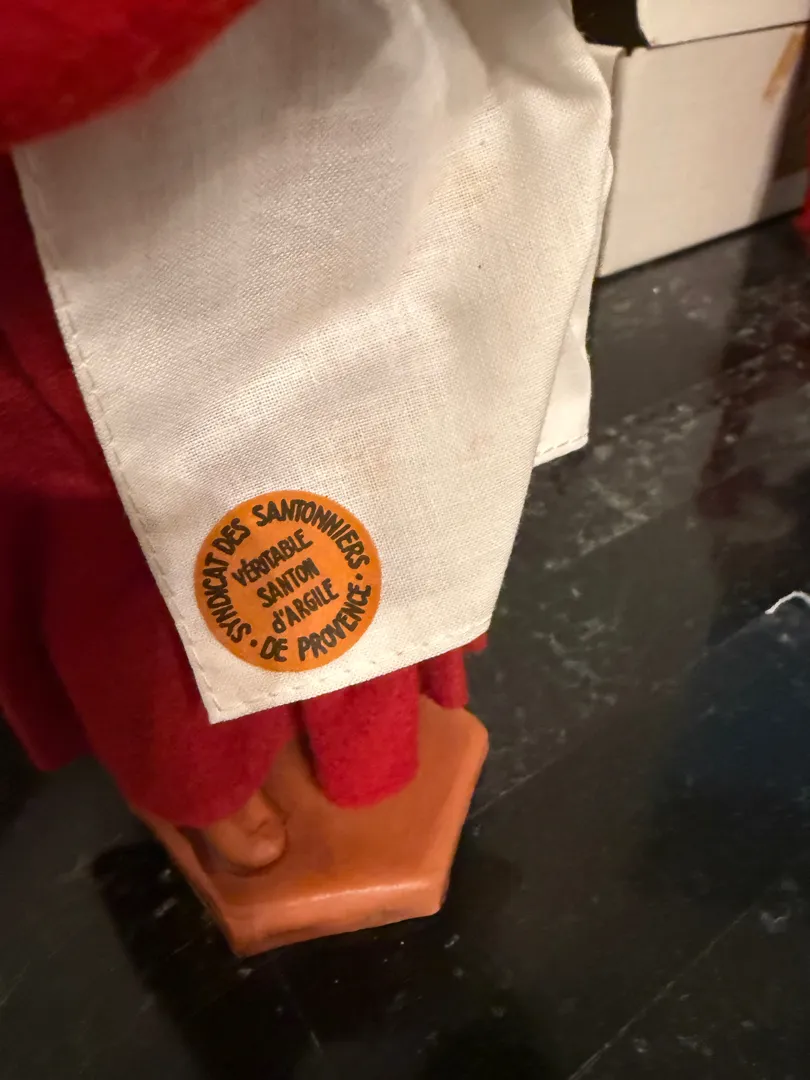 SYNDICAT DES SANTONNIERS
VÉRITABLE
SANTON
d'ARGILE
• DE PROVENCE •